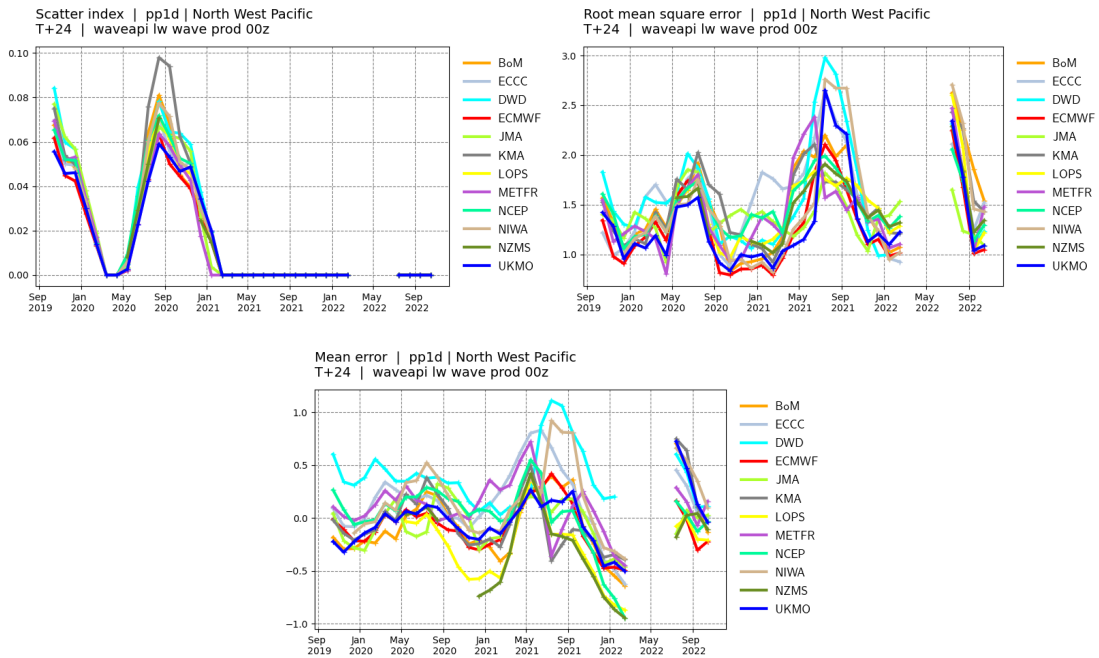 Scatter index | pp1d | North West Pacific
T+24 | waveapi lw wave prod 00z
0.10
0.08
0.06
0.04
0.02
0.00
Sep
2019
Jan
2020
May
2020
Sep
2020
Jan
2021
May
2021
Sep
2021
Jan
2022
May
2022
Sep
2022
BoM
ECCC
DWD
ECMWF
JMA
KMA
LOPS
METFR
NCEP
NIWA
NZMS
UKMO
Root mean square error | pp1d | North West Pacific
T+24 | waveapi lw wave prod 00z
3.0
2.5
2.0
1.5
1.0
Sep
2019
Jan
2020
May
2020
Sep
2020
Jan
2021
May
2021
Sep
2021
Jan
2022
May
2022
Sep
2022
BoM
ECCC
DWD
ECMWF
JMA
KMA
LOPS
METFR
NCEP
NIWA
NZMS
UKMO
Mean error | pp1d | North West Pacific
T+24 | waveapi lw wave prod 00z
1.0
0.5
0.0
−0.5
−1.0
Sep
2019
Jan
2020
May
2020
Sep
2020
Jan
2021
May
2021
Sep
2021
Jan
2022
May
2022
Sep
2022
BoM
ECCC
DWD
ECMWF
JMA
KMA
LOPS
METFR
NCEP
NIWA
NZMS
UKMO